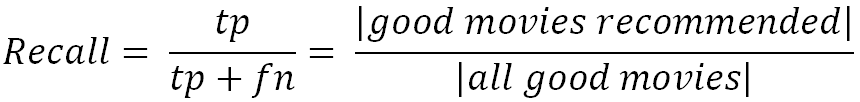 Recall = tp / (tp + fn) = |good movies recommended| / |all good movies|